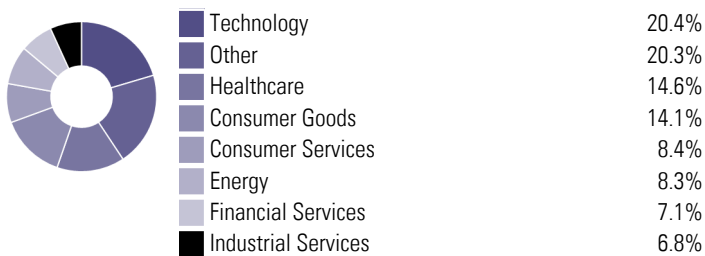 Technology 20.4%
Other 20.3%
Healthcare 14.6%
Consumer Goods 14.1%
Consumer Services 8.4%
Energy 8.3%
Financial Services 7.1%
Industrial Services 6.8%